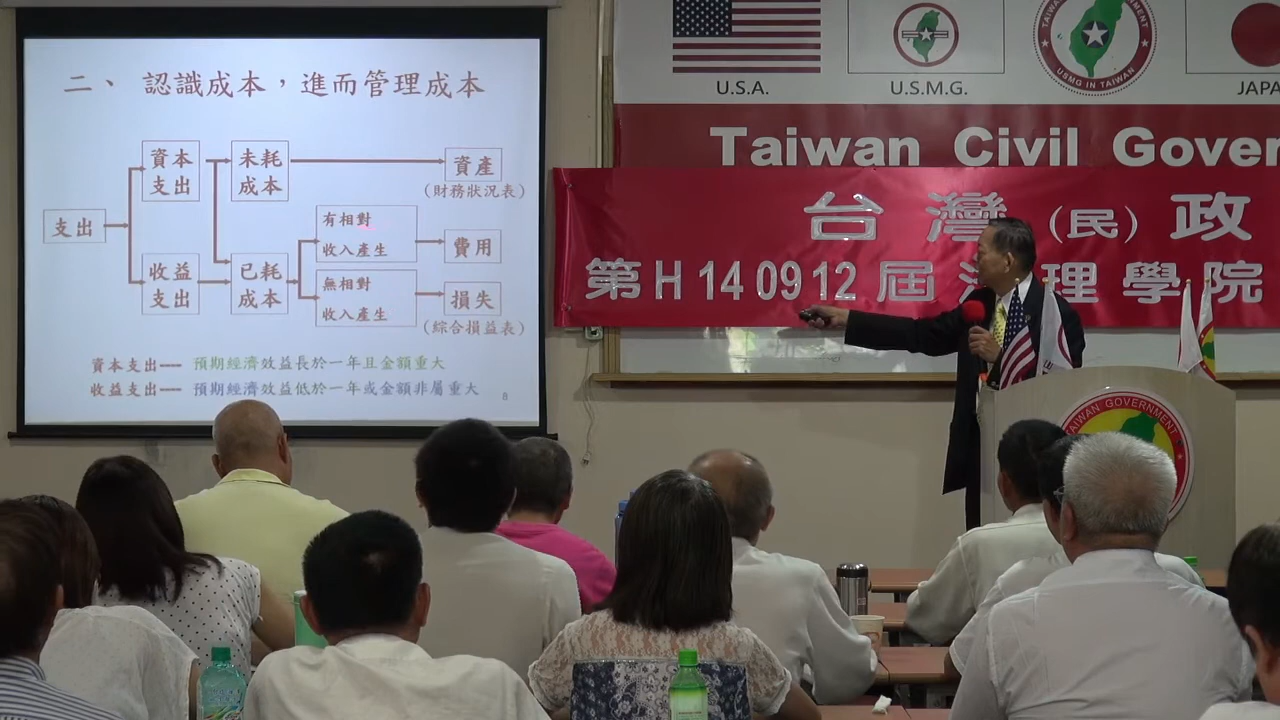 二、 認識成本，進而管理成本
資本
支出
未耗
成本
資產
(財務狀況表)
支出
有相對
收入產生
費用
收益
支出
已耗
成本
無相對
收入產生
損失
(綜合損益表)
資本支出── 預期經濟效益長於一年且金額重大
收益支出── 預期經濟效益低於一年或金額非屬重大
8
U.S.A.
U.S.M.G.
USMG IN TAIWAN
JAPA
Taiwan Civil Gover
台灣(民)政
第H140912屆法理學院
TAIWAN GOVERNMENT